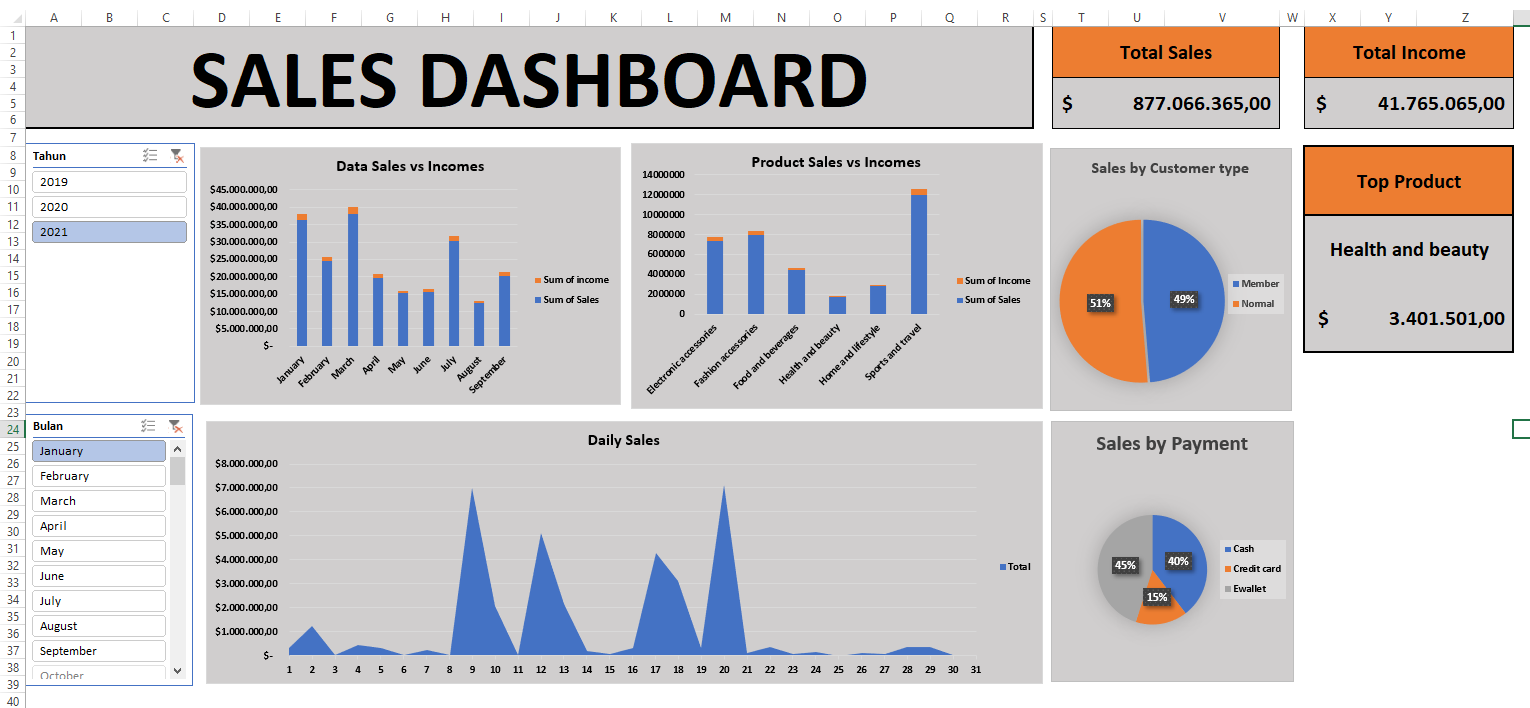 A B C D E F G H I J K L M N O P Q R S T U V W X Y Z
1
2
3
4
5
6
7
8
9
10
11
12
13
14
15
16
17
18
19
20
21
22
23
24
25
26
27
28
29
30
31
32
33
34
35
36
37
38
39
40
SALES DASHBOARD
Total Sales
$ 877.066.365,00
Total Income
$ 41.765.065,00
Tahun
2019
2020
2021
Data Sales vs Incomes
$45.000.000,00
$40.000.000,00
$35.000.000,00
$30.000.000,00
$25.000.000,00
$20.000.000,00
$15.000.000,00
$10.000.000,00
$5.000.000,00
$-
January
February
March
April
May
June
July
August
September
Sum of income
Sum of Sales
Product Sales vs Incomes
14000000
12000000
10000000
8000000
6000000
4000000
2000000
0
Electronic accessories
Fashion accessories
Food and beverages
Health and beauty
Home and lifestyle
Sports and travel
Sum of Income
Sum of Sales
Sales by Customer type
51%
49%
Member
Normal
Top Product
Health and beauty
$ 3.401.501,00
Bulan
January
February
March
April
May
June
July
August
September
October
Daily Sales
$8.000.000,00
$7.000.000,00
$6.000.000,00
$5.000.000,00
$4.000.000,00
$3.000.000,00
$2.000.000,00
$1.000.000,00
$-
1 2 3 4 5 6 7 8 9 10 11 12 13 14 15 16 17 18 19 20 21 22 23 24 25 26 27 28 29 30 31
Total
Sales by Payment
45%
40%
15%
Cash
Credit card
Ewallet